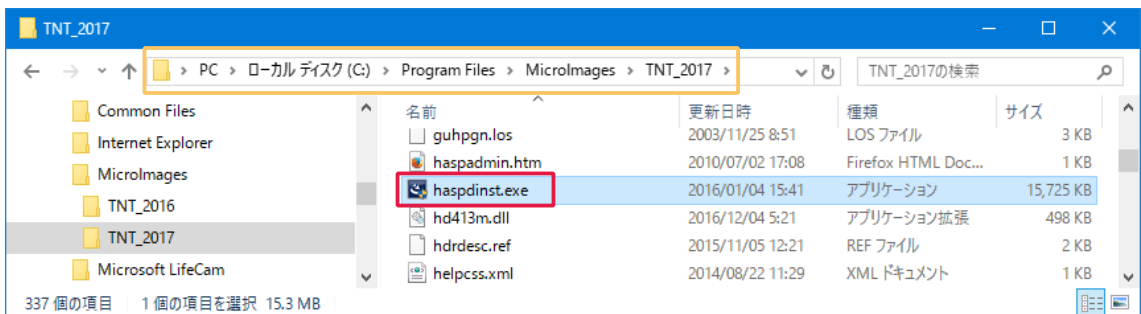 TNT_2017
PC > ローカル ディスク (C:) > Program Files > MicroImages > TNT_2017 >
TNT_2017の検索
Common Files
Internet Explorer
MicroImages
TNT_2016
TNT_2017
Microsoft LifeCam
名前 更新日時 種類 サイズ
guhpgn.los 2003/11/25 8:51 LOS ファイル 3 KB
haspadmin.htm 2010/07/02 17:08 Firefox HTML Doc... 1 KB
haspdinst.exe 2016/01/04 15:41 アプリケーション 15,725 KB
hd413m.dll 2016/12/04 5:21 アプリケーション拡張 498 KB
hdrdesc.ref 2015/11/05 12:21 REF ファイル 2 KB
helpcss.xml 2014/08/22 11:29 XML ドキュメント 1 KB
337 個の項目 1 個の項目を選択 15.3 MB